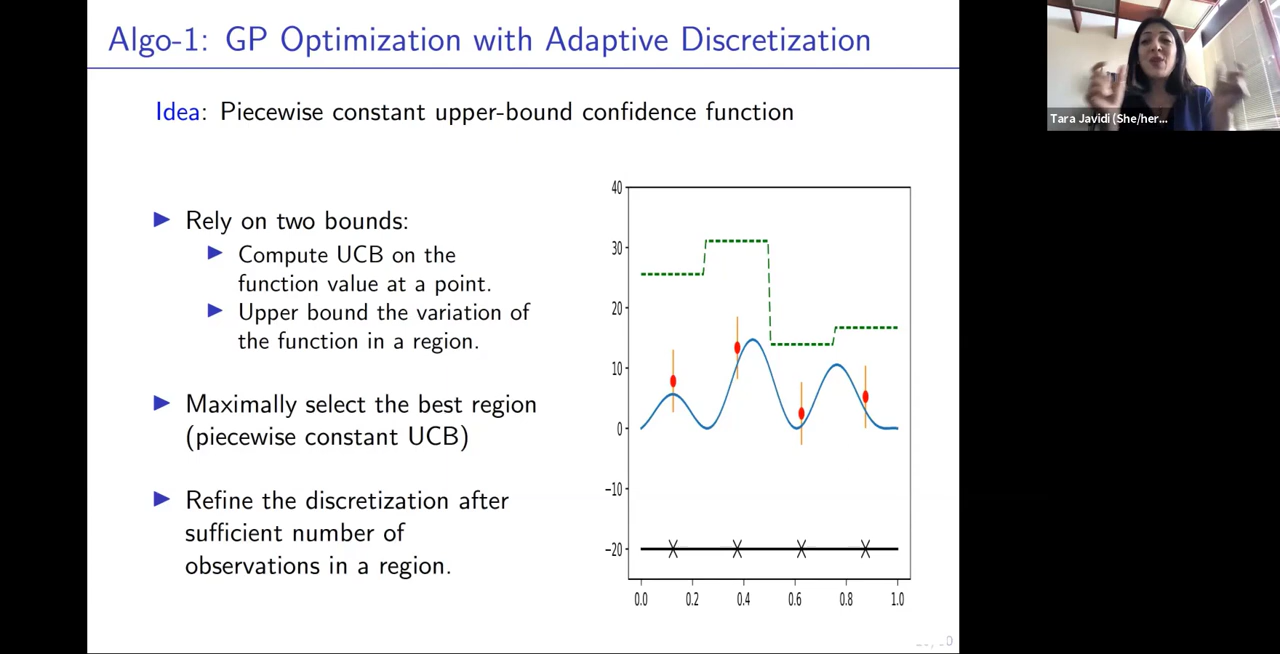 Algo-1: GP Optimization with Adaptive Discretization
Idea: Piecewise constant upper-bound confidence function
Rely on two bounds:
Compute UCB on the
function value at a point.
Upper bound the variation of
the function in a region.
Maximally select the best region
(piecewise constant UCB)
Refine the discretization after
sufficient number of
observations in a region.
40
30
20
10
0
−10
−20
0.0 0.2 0.4 0.6 0.8 1.0
Tara Javidi (She/her...